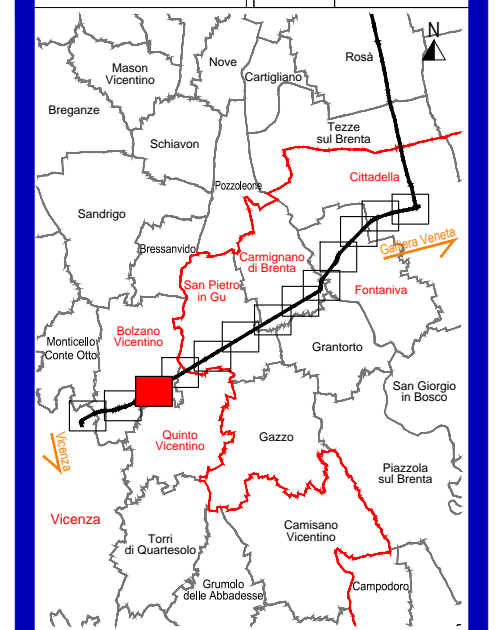 N
Rosà
Nove
Mason
Vicentino
Cartigliano
Breganze
Tezze
sul Brenta
Schiavon
Cittadella
Pozzoleone
Sandrigo
Galliera Veneta
Bressanvido
Carmignano
di Brenta
San Pietro
in Gu
Fontaniva
Bolzano
Vicentino
Monticello
Conte Otto
Grantorto
San Giorgio
in Bosco
Vicenza
Quinto
Vicentino
Gazzo
Piazzola
sul Brenta
Vicenza
Camisano
Vicentino
Torri
di Quartesolo
Grumolo
delle Abbadesse
Campodoro